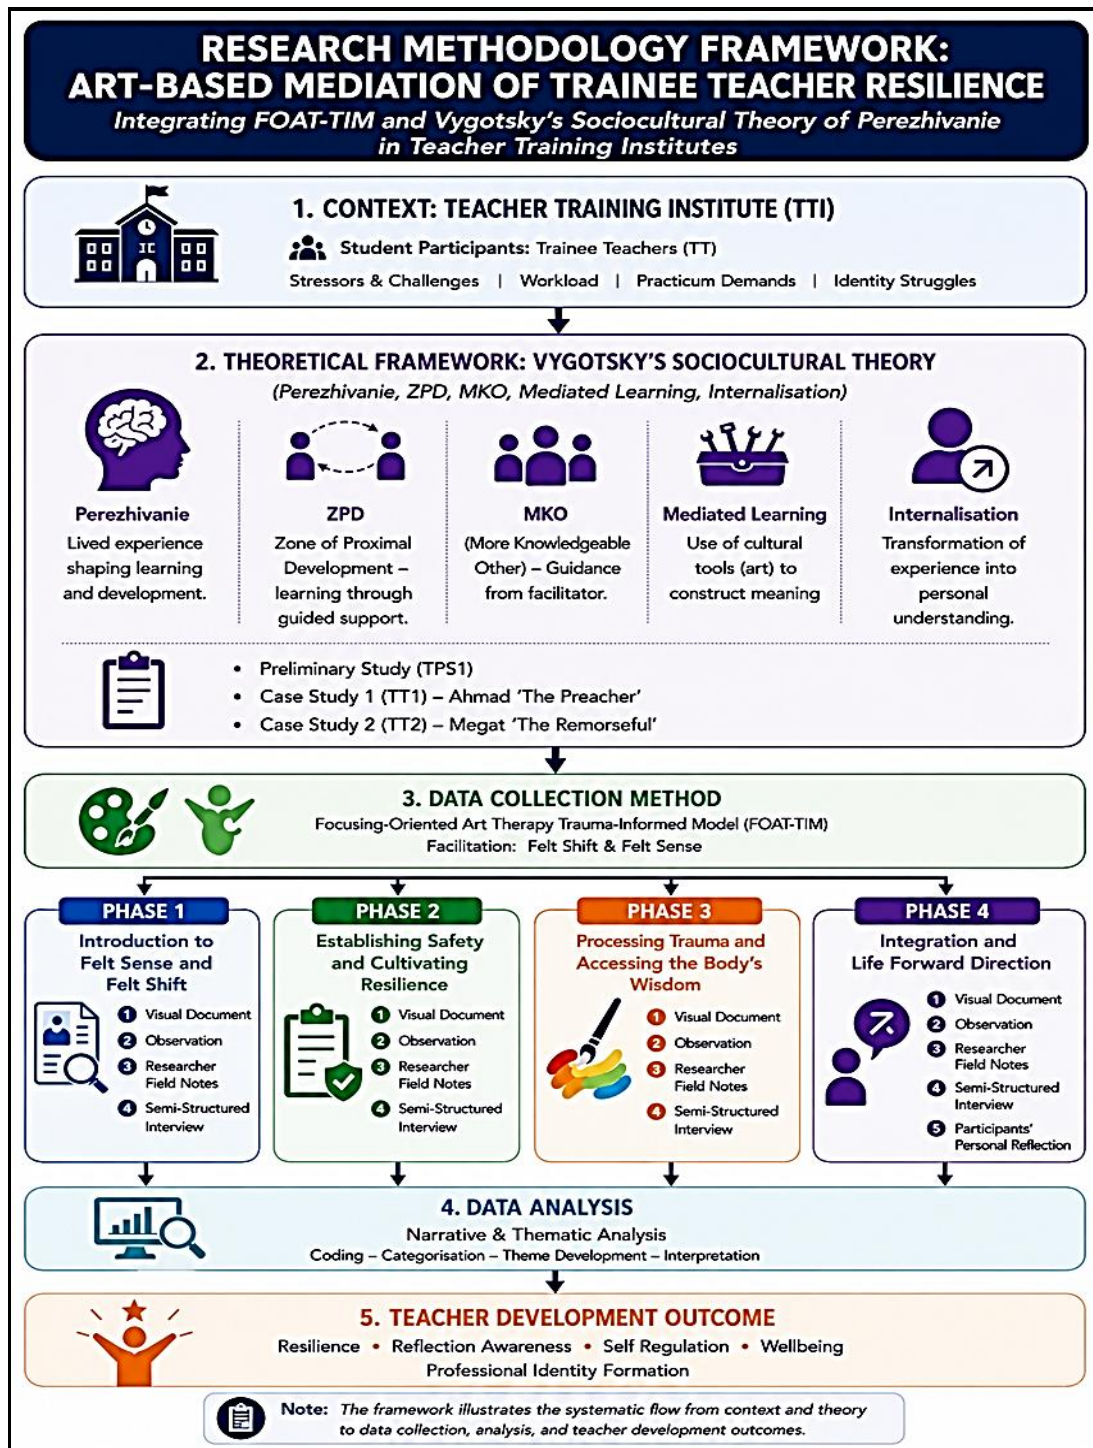 RESEARCH METHODOLOGY FRAMEWORK:
ART-BASED MEDIATION OF TRAINEE TEACHER RESILIENCE
Integrating FOAT-TIM and Vygotsky's Sociocultural Theory of Perezhivanie
in Teacher Training Institutes
1. CONTEXT: TEACHER TRAINING INSTITUTE (TTI)
Student Participants: Trainee Teachers (TT)
Stressors & Challenges | Workload | Practicum Demands | Identity Struggles
2. THEORETICAL FRAMEWORK: VYGOTSKY'S SOCIOCULTURAL THEORY
(Perezhivanie, ZPD, MKO, Mediated Learning, Internalisation)
Perezhivanie
Lived experience
shaping learning
and development.
ZPD
Zone of Proximal
Development –
learning through
guided support.
MKO
(More Knowledgeable
Other) – Guidance
from facilitator.
Mediated Learning
Use of cultural
tools (art) to
construct meaning
Internalisation
Transformation of
experience into
personal
understanding.
• Preliminary Study (TPS1)
• Case Study 1 (TT1) – Ahmad 'The Preacher'
• Case Study 2 (TT2) – Megat 'The Remorseful'
3. DATA COLLECTION METHOD
Focusing-Oriented Art Therapy Trauma-Informed Model (FOAT-TIM)
Facilitation: Felt Shift & Felt Sense
PHASE 1
Introduction to
Felt Sense and
Felt Shift
1 Visual Document
2 Observation
3 Researcher
Field Notes
4 Semi-Structured
Interview
PHASE 2
Establishing Safety
and Cultivating
Resilience
1 Visual Document
2 Observation
3 Researcher
Field Notes
4 Semi-Structured
Interview
PHASE 3
Processing Trauma and
Accessing the Body's
Wisdom
1 Visual Document
2 Observation
3 Researcher
Field Notes
4 Semi-Structured
Interview
PHASE 4
Integration and
Life Forward Direction
1 Visual Document
2 Observation
3 Researcher
Field Notes
4 Semi-Structured
Interview
5 Participants'
Personal Reflection
4. DATA ANALYSIS
Narrative & Thematic Analysis
Coding – Categorisation – Theme Development – Interpretation
5. TEACHER DEVELOPMENT OUTCOME
Resilience • Reflection Awareness • Self Regulation • Wellbeing
Professional Identity Formation
Note: The framework illustrates the systematic flow from context and theory
to data collection, analysis, and teacher development outcomes.